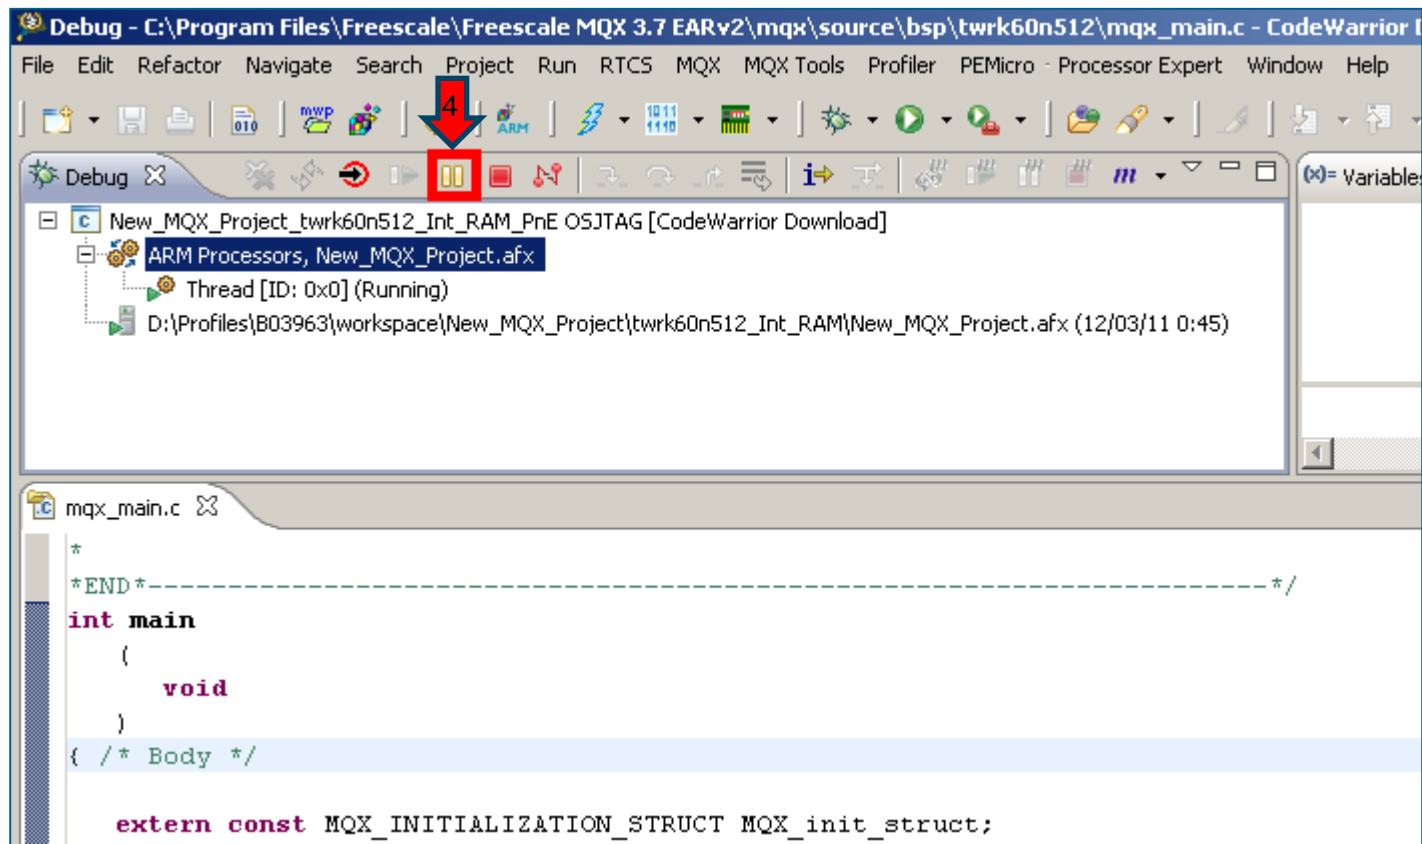 Debug - C:\Program Files\Freescale\Freescale MQX 3.7 EARv2\mqx\source\bsp\twrk60n512\mqx_main.c - CodeWarrior D
File Edit Refactor Navigate Search Project Run RTCS MQX MQX Tools Profiler PEMicro Processor Expert Window Help
4
010 mwp ARM 1011 1110
Debug m (x)= Variables
New_MQX_Project_twrk60n512_Int_RAM_PnE OSJTAG [CodeWarrior Download]
ARM Processors, New_MQX_Project.afx
Thread [ID: 0x0] (Running)
D:\Profiles\B03963\workspace\New_MQX_Project\twrk60n512_Int_RAM\New_MQX_Project.afx (12/03/11 0:45)
.c mqx_main.c
*
*END*----------------------------------------------------------------------*/
int main
(
void
)
{ /* Body */
extern const MQX_INITIALIZATION_STRUCT MQX_init_struct;